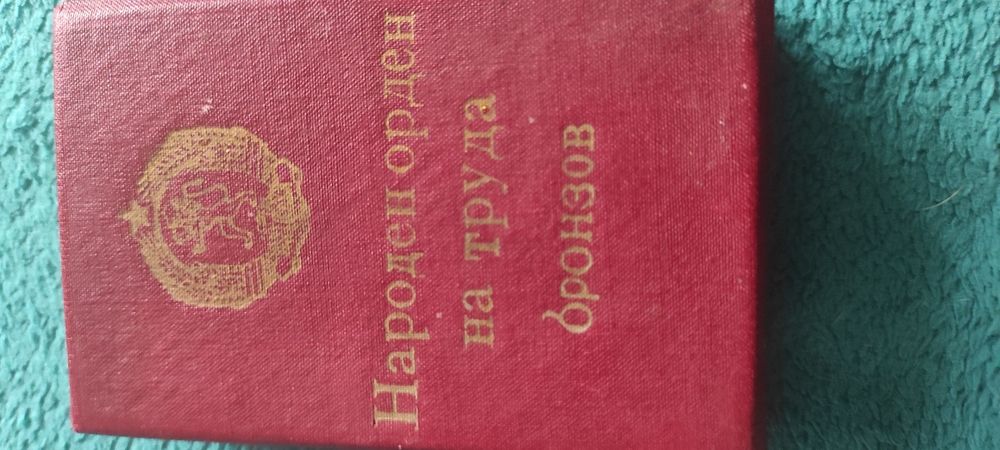 Народен орден
на труда
бронзов